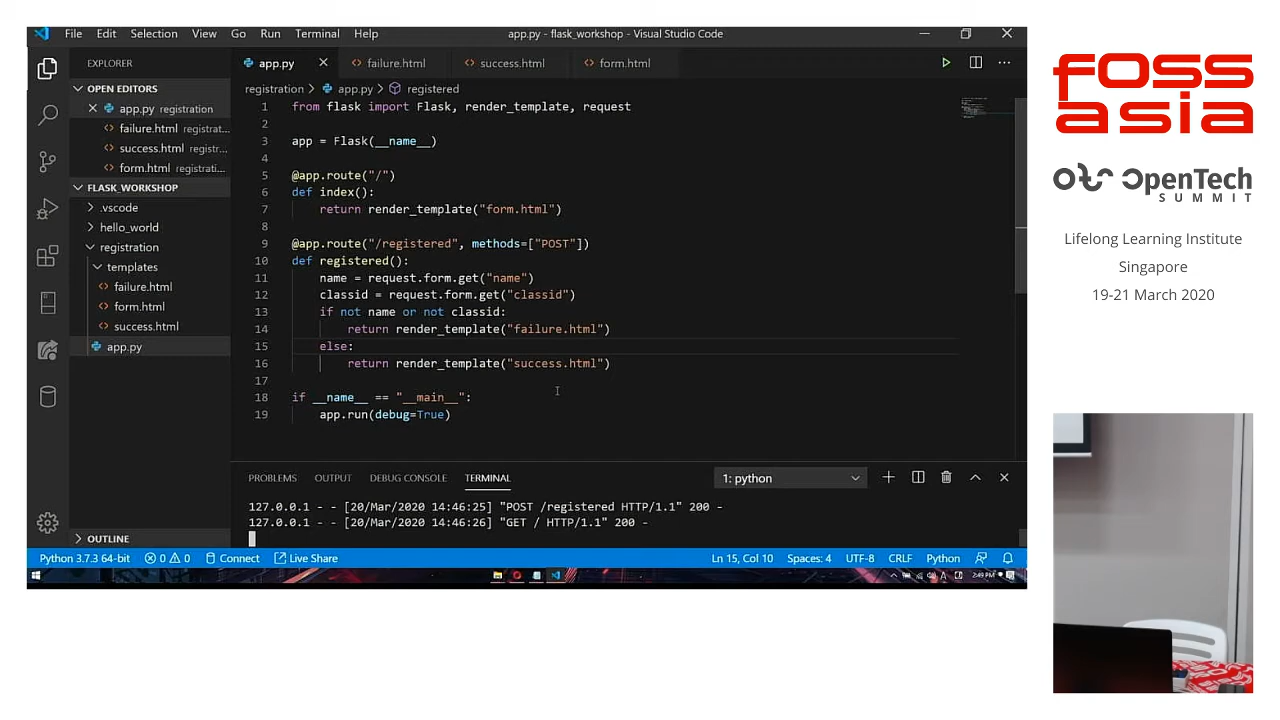 File Edit Selection View Go Run Terminal Help app.py - flask_workshop - Visual Studio Code
EXPLORER
OPEN EDITORS
app.py registration
failure.html registrat...
success.html registr...
form.html registrati...
FLASK_WORKSHOP
.vscode
hello_world
registration
templates
failure.html
form.html
success.html
app.py
OUTLINE
app.py failure.html success.html form.html
registration > app.py > registered
1 from flask import Flask, render_template, request
2
3 app = Flask(__name__)
4
5 @app.route("/")
6 def index():
7 return render_template("form.html")
8
9 @app.route("/registered", methods=["POST"])
10 def registered():
11 name = request.form.get("name")
12 classid = request.form.get("classid")
13 if not name or not classid:
14 return render_template("failure.html")
15 else:
16 return render_template("success.html")
17
18 if __name__ == "__main__":
19 app.run(debug=True)
PROBLEMS OUTPUT DEBUG CONSOLE TERMINAL 1: python
127.0.0.1 - - [20/Mar/2020 14:46:25] "POST /registered HTTP/1.1" 200 -
127.0.0.1 - - [20/Mar/2020 14:46:26] "GET / HTTP/1.1" 200 -
Python 3.7.3 64-bit 0 0 Connect Live Share Ln 15, Col 10 Spaces: 4 UTF-8 CRLF Python
2:49 PM
FOSS
asia
OpenTech
SUMMIT
Lifelong Learning Institute
Singapore
19-21 March 2020